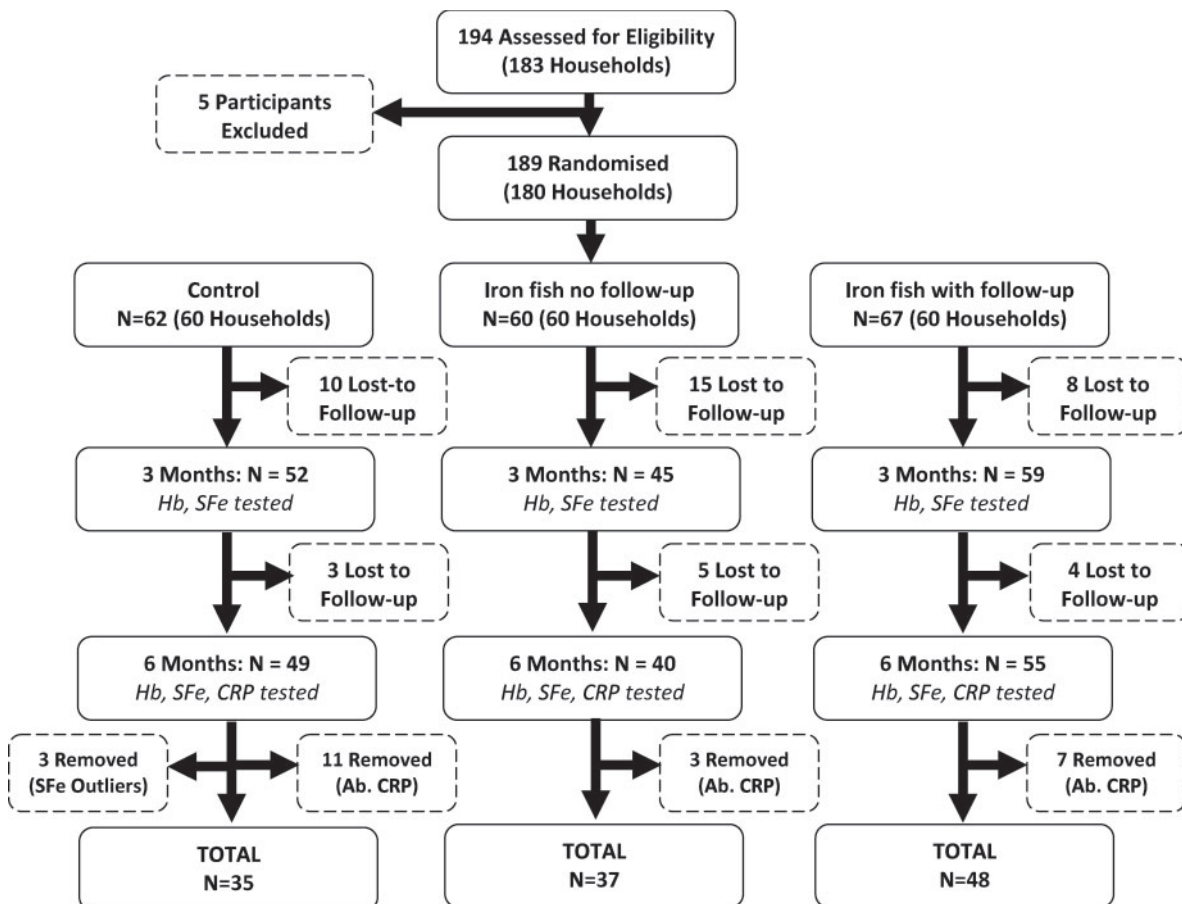 194 Assessed for Eligibility
(183 Households)
5 Participants
Excluded
189 Randomised
(180 Households)
Control
N=62 (60 Households)
Iron fish no follow-up
N=60 (60 Households)
Iron fish with follow-up
N=67 (60 Households)
10 Lost-to
Follow-up
15 Lost to
Follow-up
8 Lost to
Follow-up
3 Months: N = 52
Hb, SFe tested
3 Months: N = 45
Hb, SFe tested
3 Months: N = 59
Hb, SFe tested
3 Lost to
Follow-up
5 Lost to
Follow-up
4 Lost to
Follow-up
6 Months: N = 49
Hb, SFe, CRP tested
6 Months: N = 40
Hb, SFe, CRP tested
6 Months: N = 55
Hb, SFe, CRP tested
3 Removed
(SFe Outliers)
11 Removed
(Ab. CRP)
3 Removed
(Ab. CRP)
7 Removed
(Ab. CRP)
TOTAL
N=35
TOTAL
N=37
TOTAL
N=48